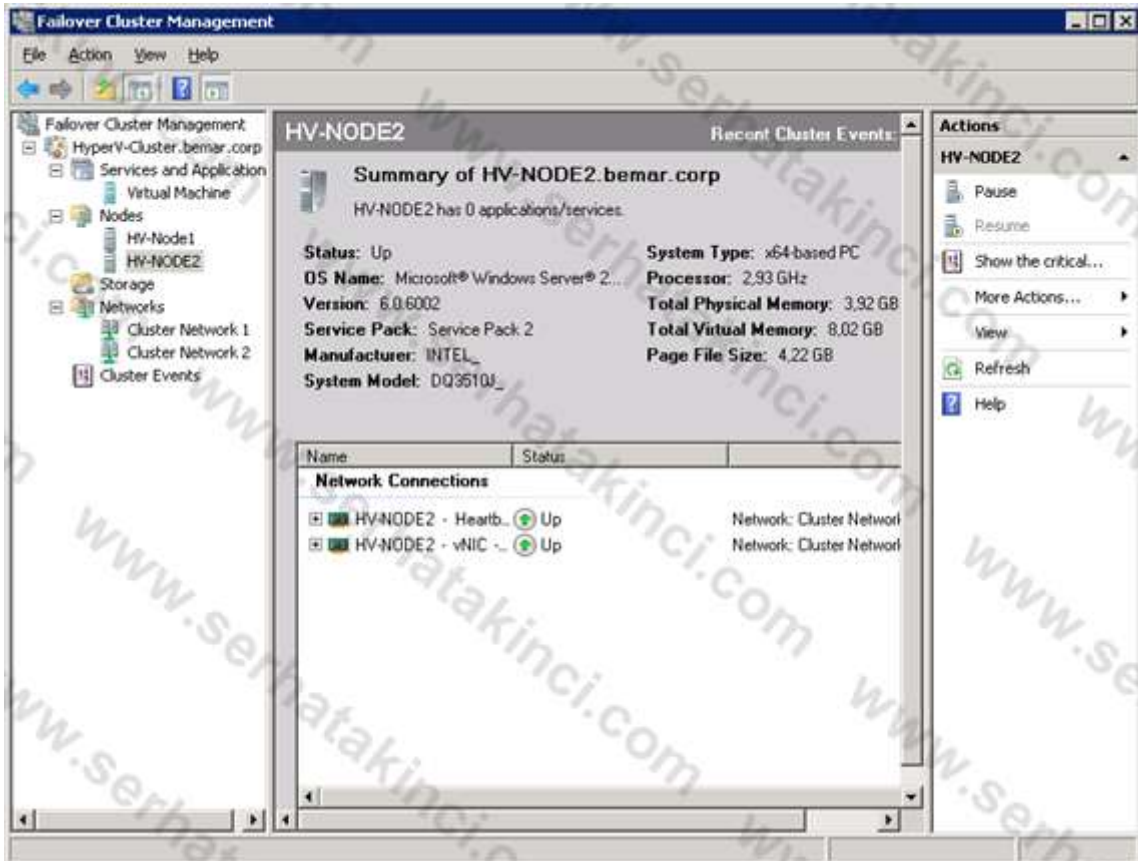 Failover Cluster Management
File Action View Help
Failover Cluster Management
HyperV-Cluster.bemar.corp
Services and Application
Virtual Machine
Nodes
HV-Node1
HV-NODE2
Storage
Networks
Cluster Network 1
Cluster Network 2
Cluster Events
HV-NODE2 Recent Cluster Events:
Summary of HV-NODE2.bemar.corp
HV-NODE2 has 0 applications/services.
Status: Up
OS Name: Microsoft® Windows Server® 2...
Version: 6.0.6002
Service Pack: Service Pack 2
Manufacturer: INTEL_
System Model: DQ3510J_
System Type: x64-based PC
Processor: 2,93 GHz
Total Physical Memory: 3,92 GB
Total Virtual Memory: 8,02 GB
Page File Size: 4,22 GB
Name Status
Network Connections
HV-NODE2 - Heartb... Up Network: Cluster Network
HV-NODE2 - vNIC -... Up Network: Cluster Network
Actions
HV-NODE2
Pause
Resume
Show the critical...
More Actions...
View
Refresh
Help
www.serhatakinci.com